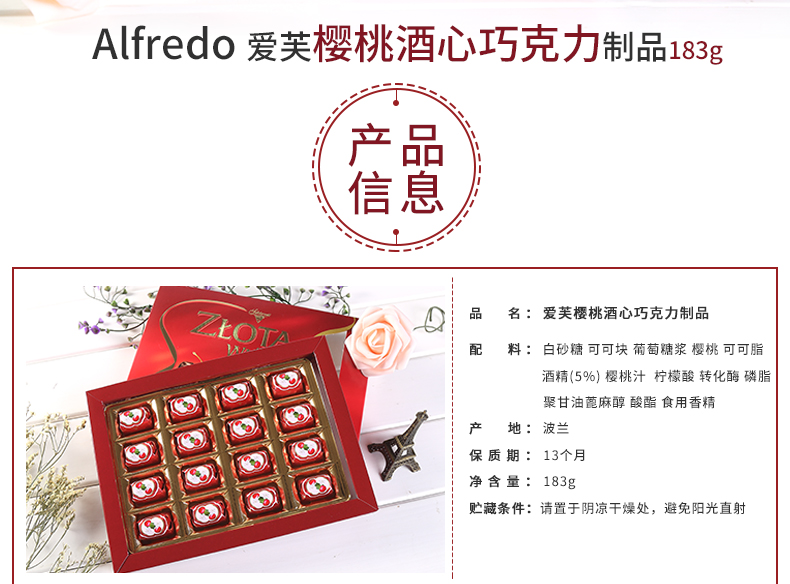 Alfredo 爱芙樱桃酒心巧克力制品183g
产品
信息
ZŁOTA
品 名： 爱芙樱桃酒心巧克力制品
配 料： 白砂糖 可可块 葡萄糖浆 樱桃 可可脂
酒精(5%) 樱桃汁 柠檬酸 转化酶 磷脂
聚甘油蓖麻醇 酸酯 食用香精
产 地： 波兰
保 质 期： 13个月
净 含 量： 183g
贮藏条件：请置于阴凉干燥处，避免阳光直射